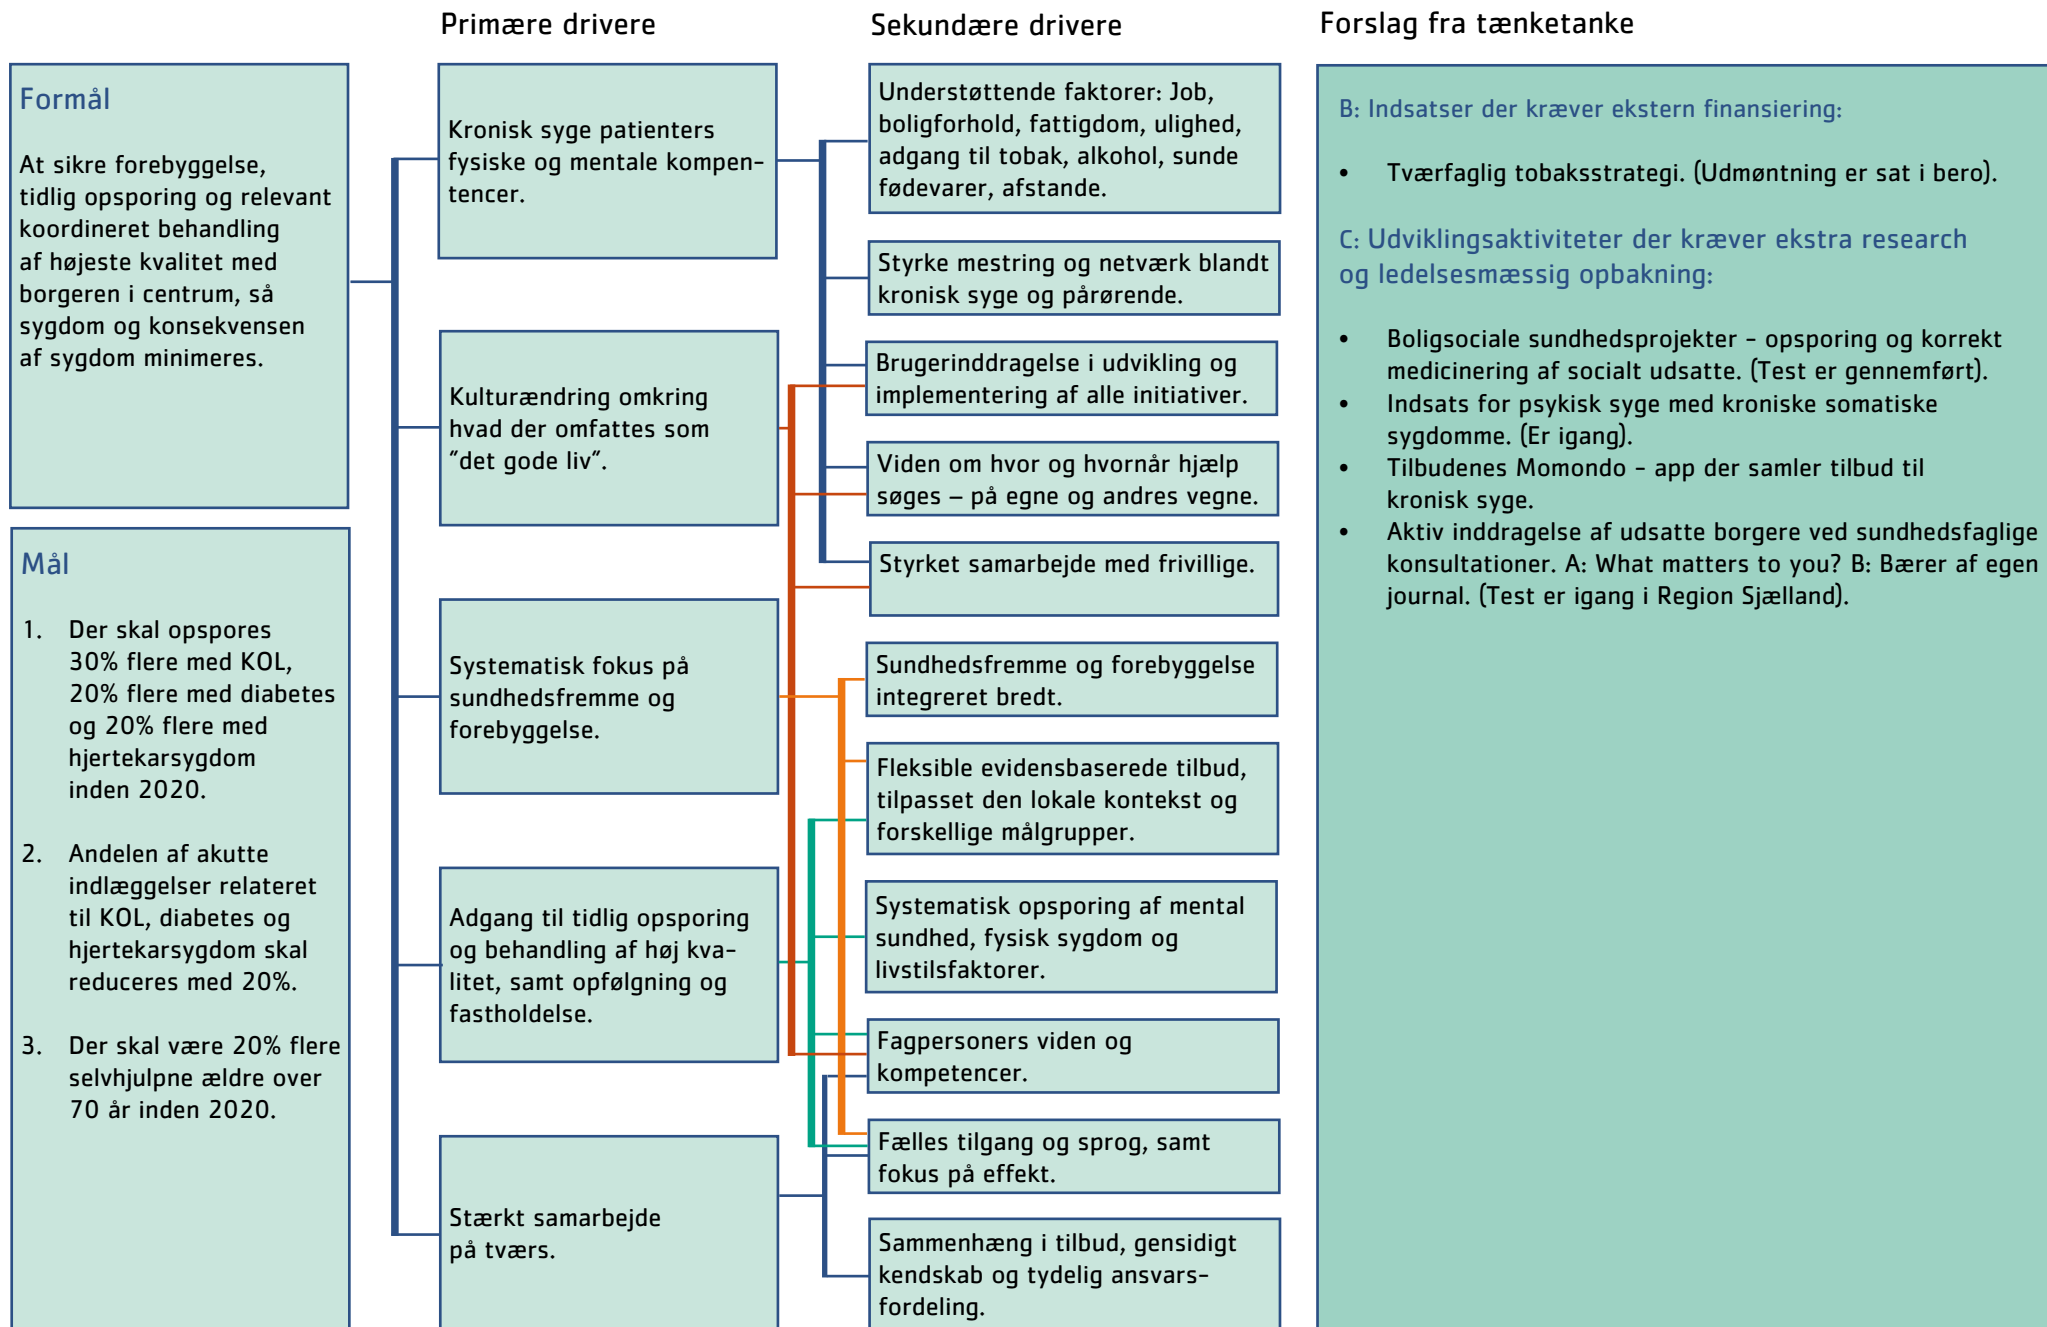 Primære drivere
Sekundære drivere
Forslag fra tænketanke
Formål
At sikre forebyggelse,
tidlig opsporing og relevant
koordineret behandling
af højeste kvalitet med
borgeren i centrum, så
sygdom og konsekvensen
af sygdom minimeres.
Mål
1. Der skal opspores
30% flere med KOL,
20% flere med diabetes
og 20% flere med
hjertekarsygdom
inden 2020.
2. Andelen af akutte
indlæggelser relateret
til KOL, diabetes og
hjertekarsygdom skal
reduceres med 20%.
3. Der skal være 20% flere
selvhjulpne ældre over
70 år inden 2020.
Kronisk syge patienters
fysiske og mentale kompen-
tencer.
Kulturændring omkring
hvad der omfattes som
"det gode liv".
Systematisk fokus på
sundhedsfremme og
forebyggelse.
Adgang til tidlig opsporing
og behandling af høj kva-
litet, samt opfølgning og
fastholdelse.
Stærkt samarbejde
på tværs.
Understøttende faktorer: Job,
boligforhold, fattigdom, ulighed,
adgang til tobak, alkohol, sunde
fødevarer, afstande.
Styrke mestring og netværk blandt
kronisk syge og pårørende.
Brugerinddragelse i udvikling og
implementering af alle initiativer.
Viden om hvor og hvornår hjælp
søges – på egne og andres vegne.
Styrket samarbejde med frivillige.
Sundhedsfremme og forebyggelse
integreret bredt.
Fleksible evidensbaserede tilbud,
tilpasset den lokale kontekst og
forskellige målgrupper.
Systematisk opsporing af mental
sundhed, fysisk sygdom og
livstilsfaktorer.
Fagpersoners viden og
kompetencer.
Fælles tilgang og sprog, samt
fokus på effekt.
Sammenhæng i tilbud, gensidigt
kendskab og tydelig ansvars-
fordeling.
B: Indsatser der kræver ekstern finansiering:
• Tværfaglig tobaksstrategi. (Udmøntning er sat i bero).
C: Udviklingsaktiviteter der kræver ekstra research
og ledelsesmæssig opbakning:
• Boligsociale sundhedsprojekter - opsporing og korrekt
medicinering af socialt udsatte. (Test er gennemført).
• Indsats for psykisk syge med kroniske somatiske
sygdomme. (Er igang).
• Tilbudenes Momondo - app der samler tilbud til
kronisk syge.
• Aktiv inddragelse af udsatte borgere ved sundhedsfaglige
konsultationer. A: What matters to you? B: Bærer af egen
journal. (Test er igang i Region Sjælland).